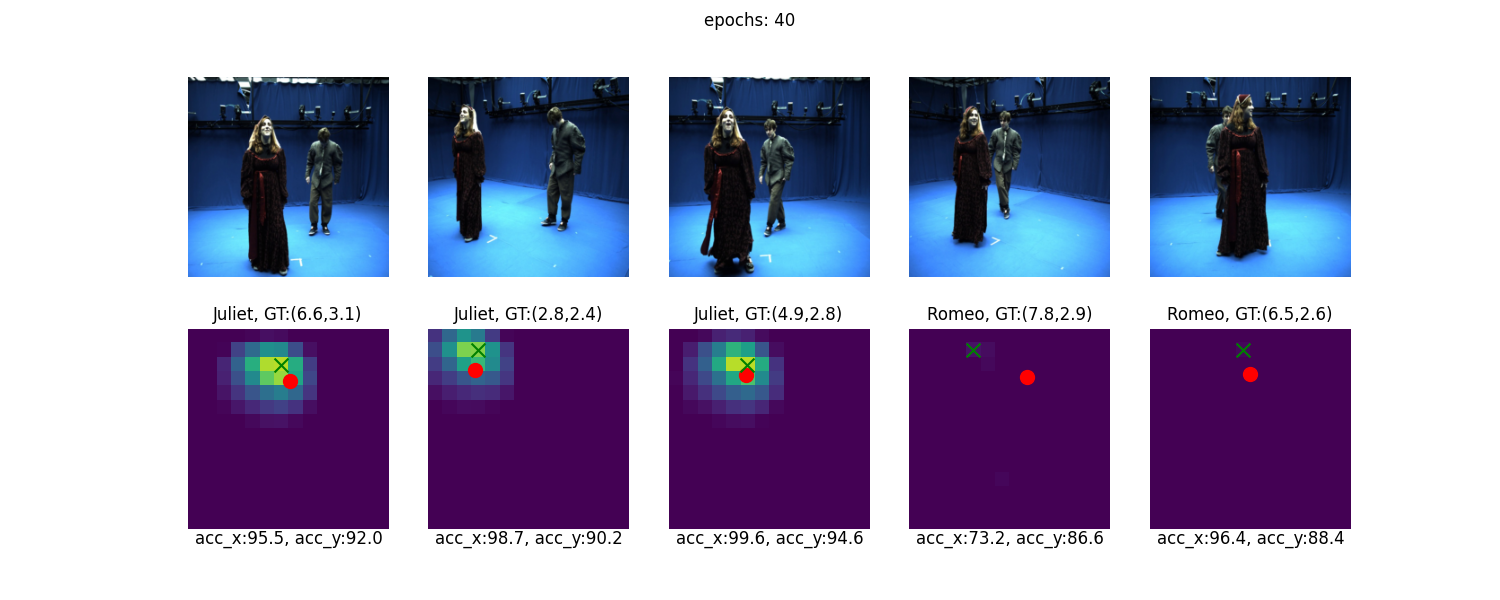 epochs: 40
Juliet, GT:(6.6,3.1)
Juliet, GT:(2.8,2.4)
Juliet, GT:(4.9,2.8)
Romeo, GT:(7.8,2.9)
Romeo, GT:(6.5,2.6)
acc_x:95.5, acc_y:92.0
acc_x:98.7, acc_y:90.2
acc_x:99.6, acc_y:94.6
acc_x:73.2, acc_y:86.6
acc_x:96.4, acc_y:88.4